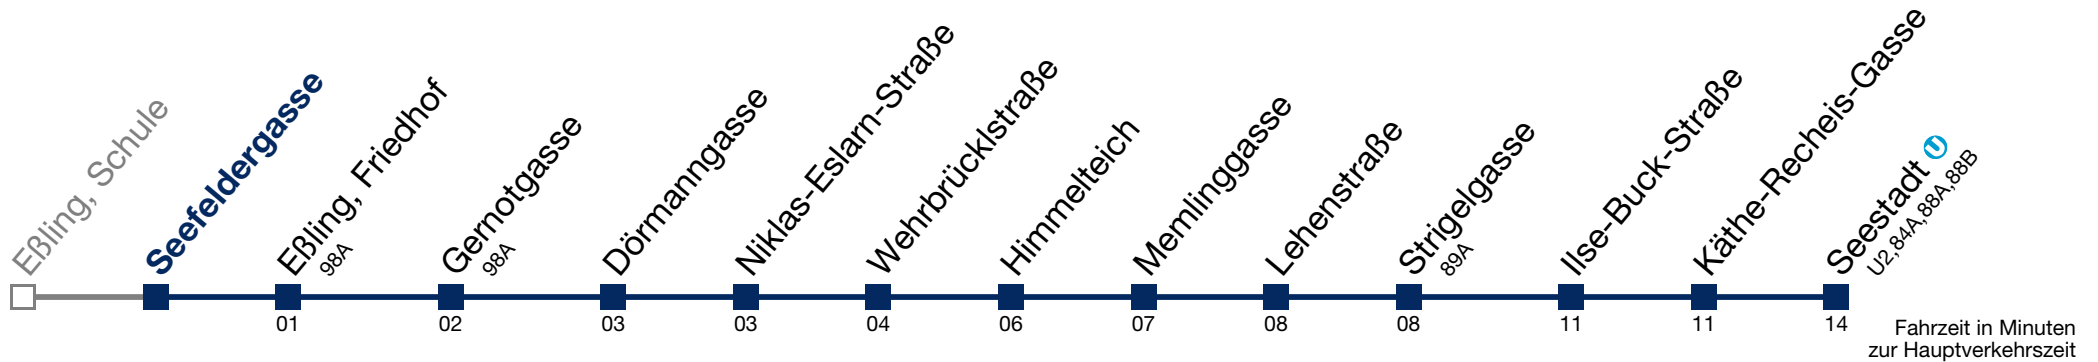 Eßling, Schule
Seefeldergasse
Eßling, Friedhof
98A
Gernotgasse
98A
Dörmanngasse
Niklas-Eslarn-Straße
Wehrbrücklstraße
Himmelteich
Memlinggasse
Lehenstraße
Strigelgasse
89A
Ilse-Buck-Straße
Käthe-Recheis-Gasse
Seestadt U
U2,84A,88A,88B
01 02 03 03 04 06 07 08 08 11 11 14
Fahrzeit in Minuten
zur Hauptverkehrszeit